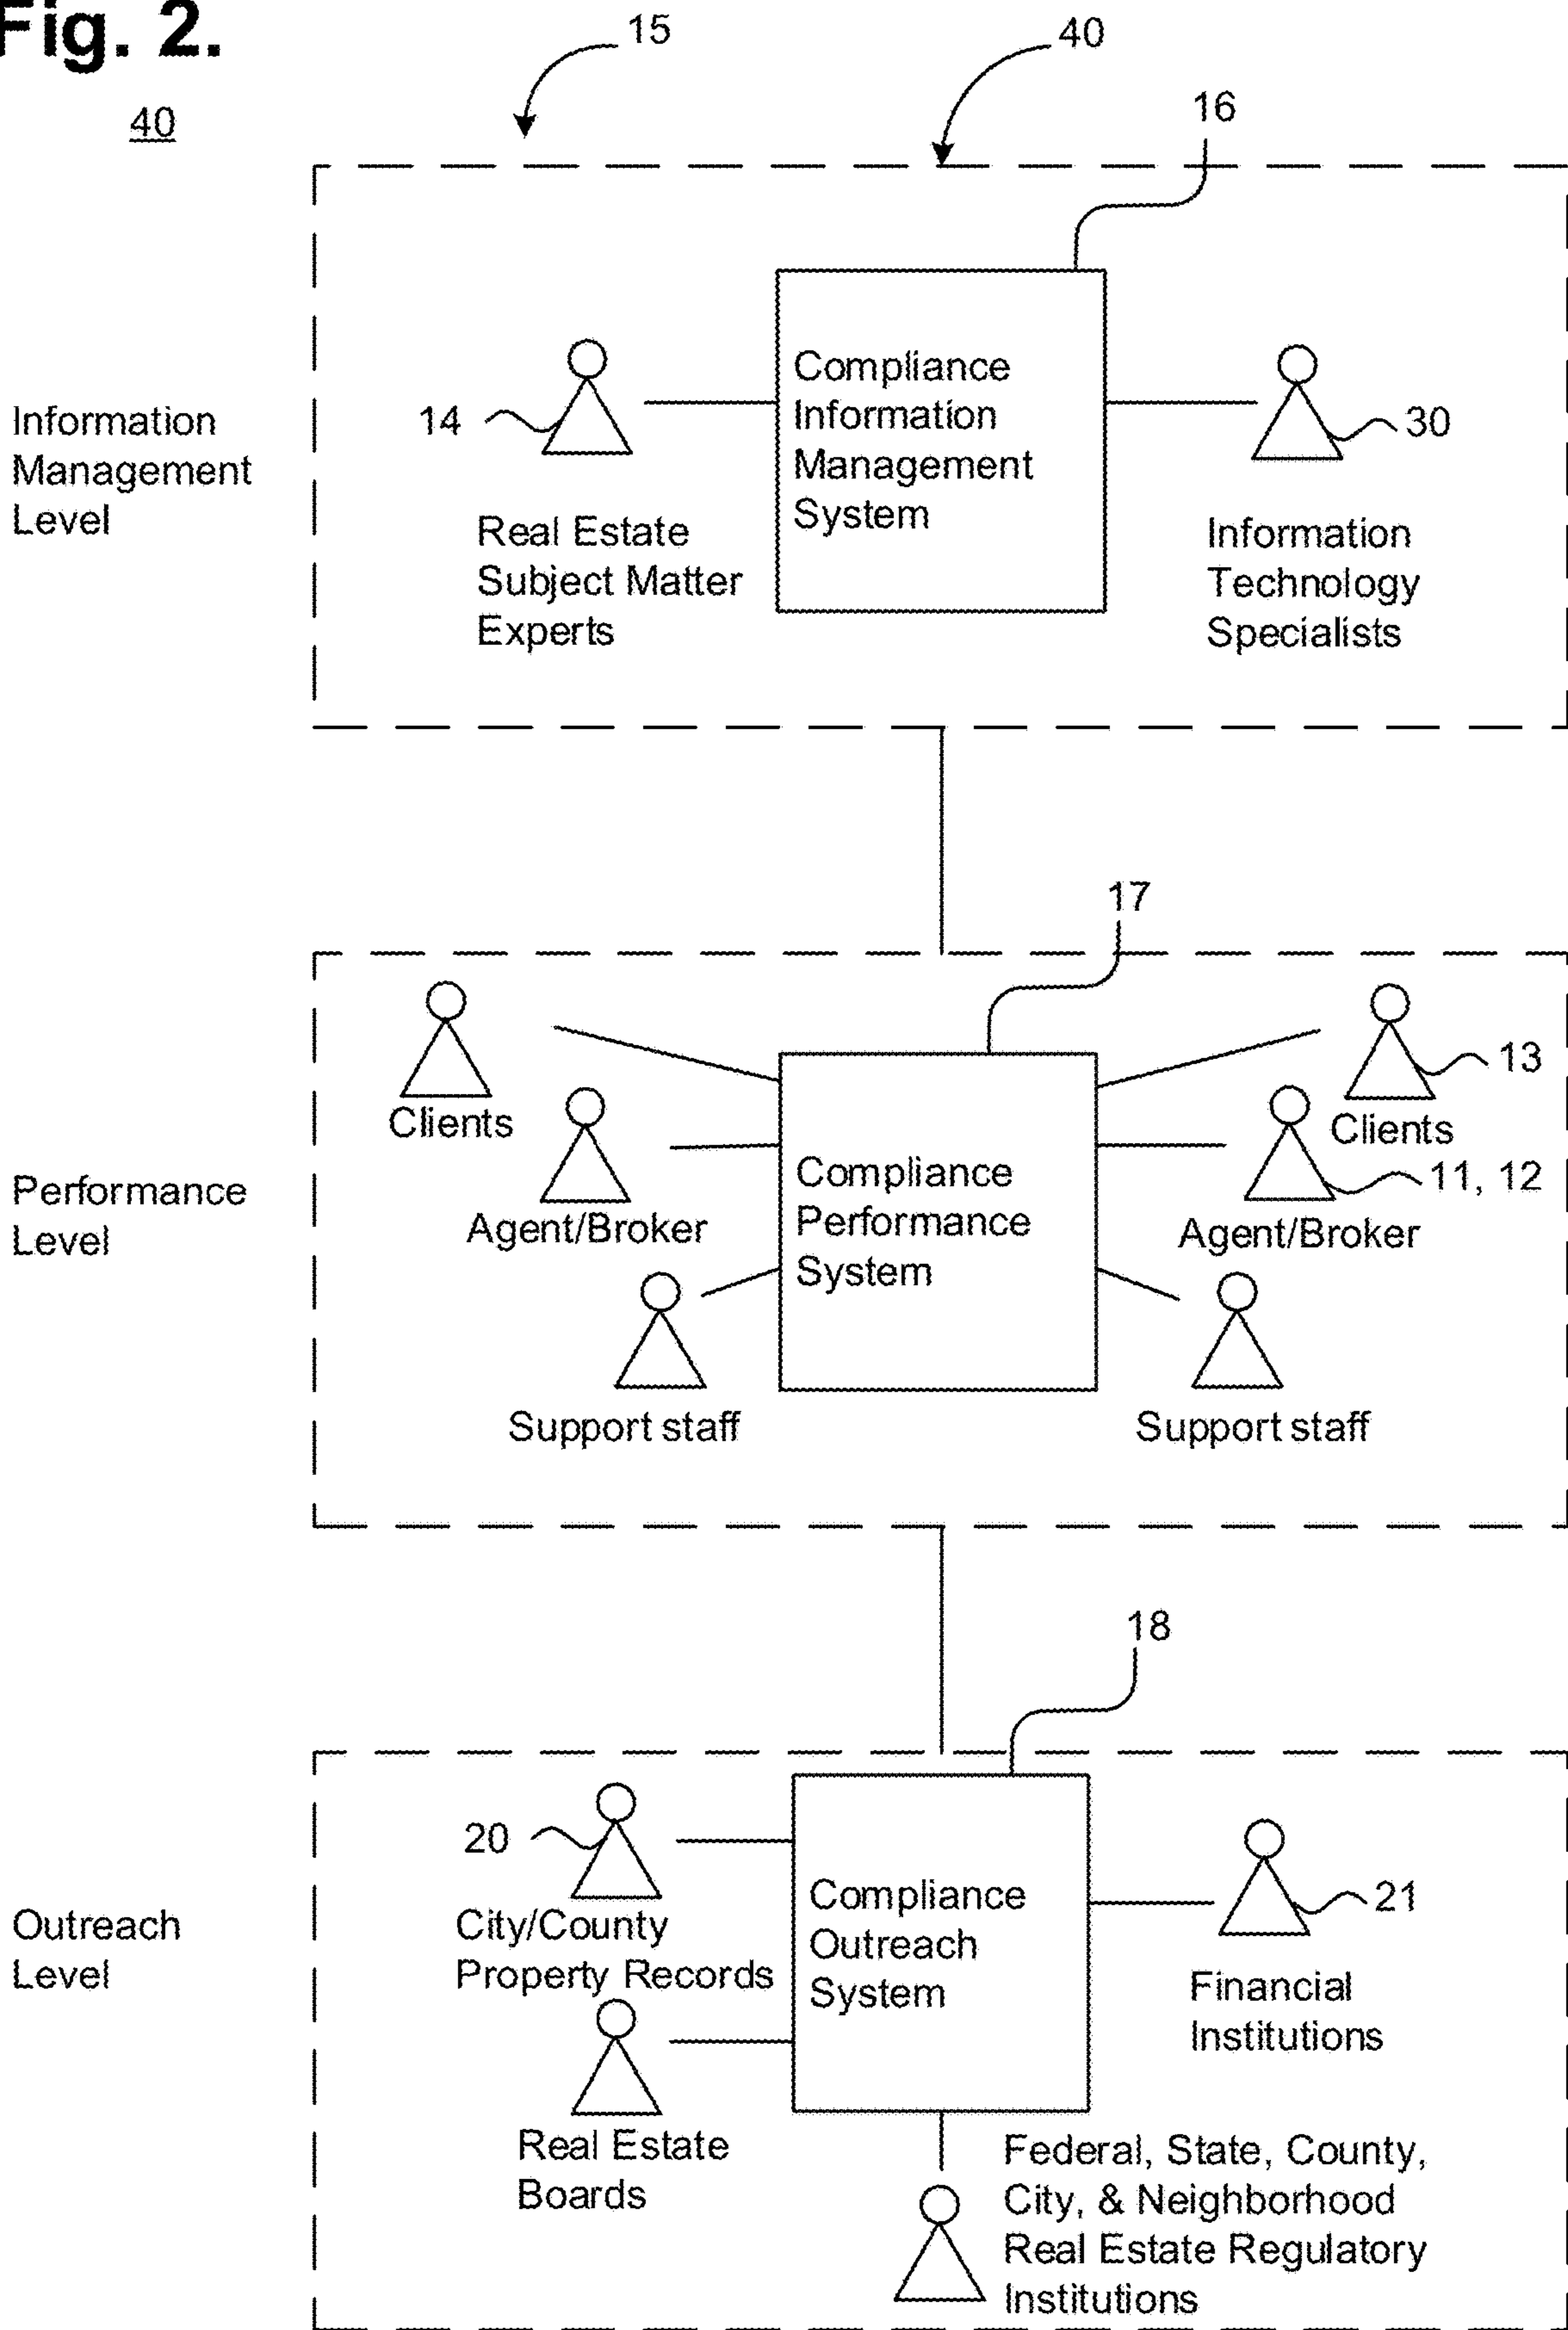 Fig. 2.
15
40
40
16
Information
Management
Level
14
Real Estate
Subject Matter
Experts
Compliance
Information
Management
System
30
Information
Technology
Specialists
17
Performance
Level
Clients
Agent/Broker
Support staff
Compliance
Performance
System
13
Clients
11, 12
Agent/Broker
Support staff
18
Outreach
Level
20
City/County
Property Records
Real Estate
Boards
Compliance
Outreach
System
21
Financial
Institutions
Federal, State, County,
City, & Neighborhood
Real Estate Regulatory
Institutions